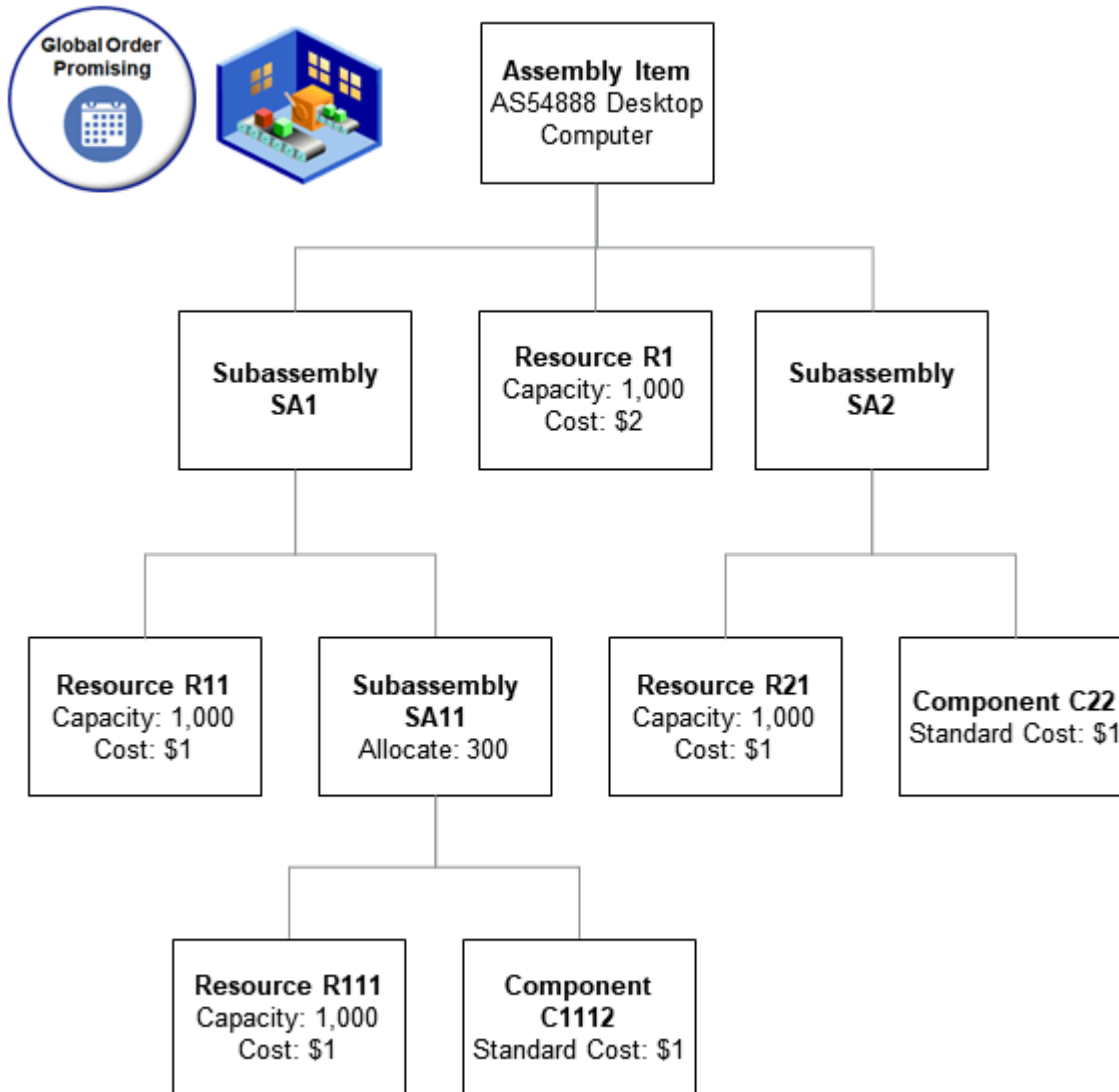 Global Order
Promising
Assembly Item
AS54888 Desktop
Computer
Subassembly
SA1
Resource R1
Capacity: 1,000
Cost: $2
Subassembly
SA2
Resource R11
Capacity: 1,000
Cost: $1
Subassembly
SA11
Allocate: 300
Resource R21
Capacity: 1,000
Cost: $1
Component C22
Standard Cost: $1
Resource R111
Capacity: 1,000
Cost: $1
Component
C1112
Standard Cost: $1